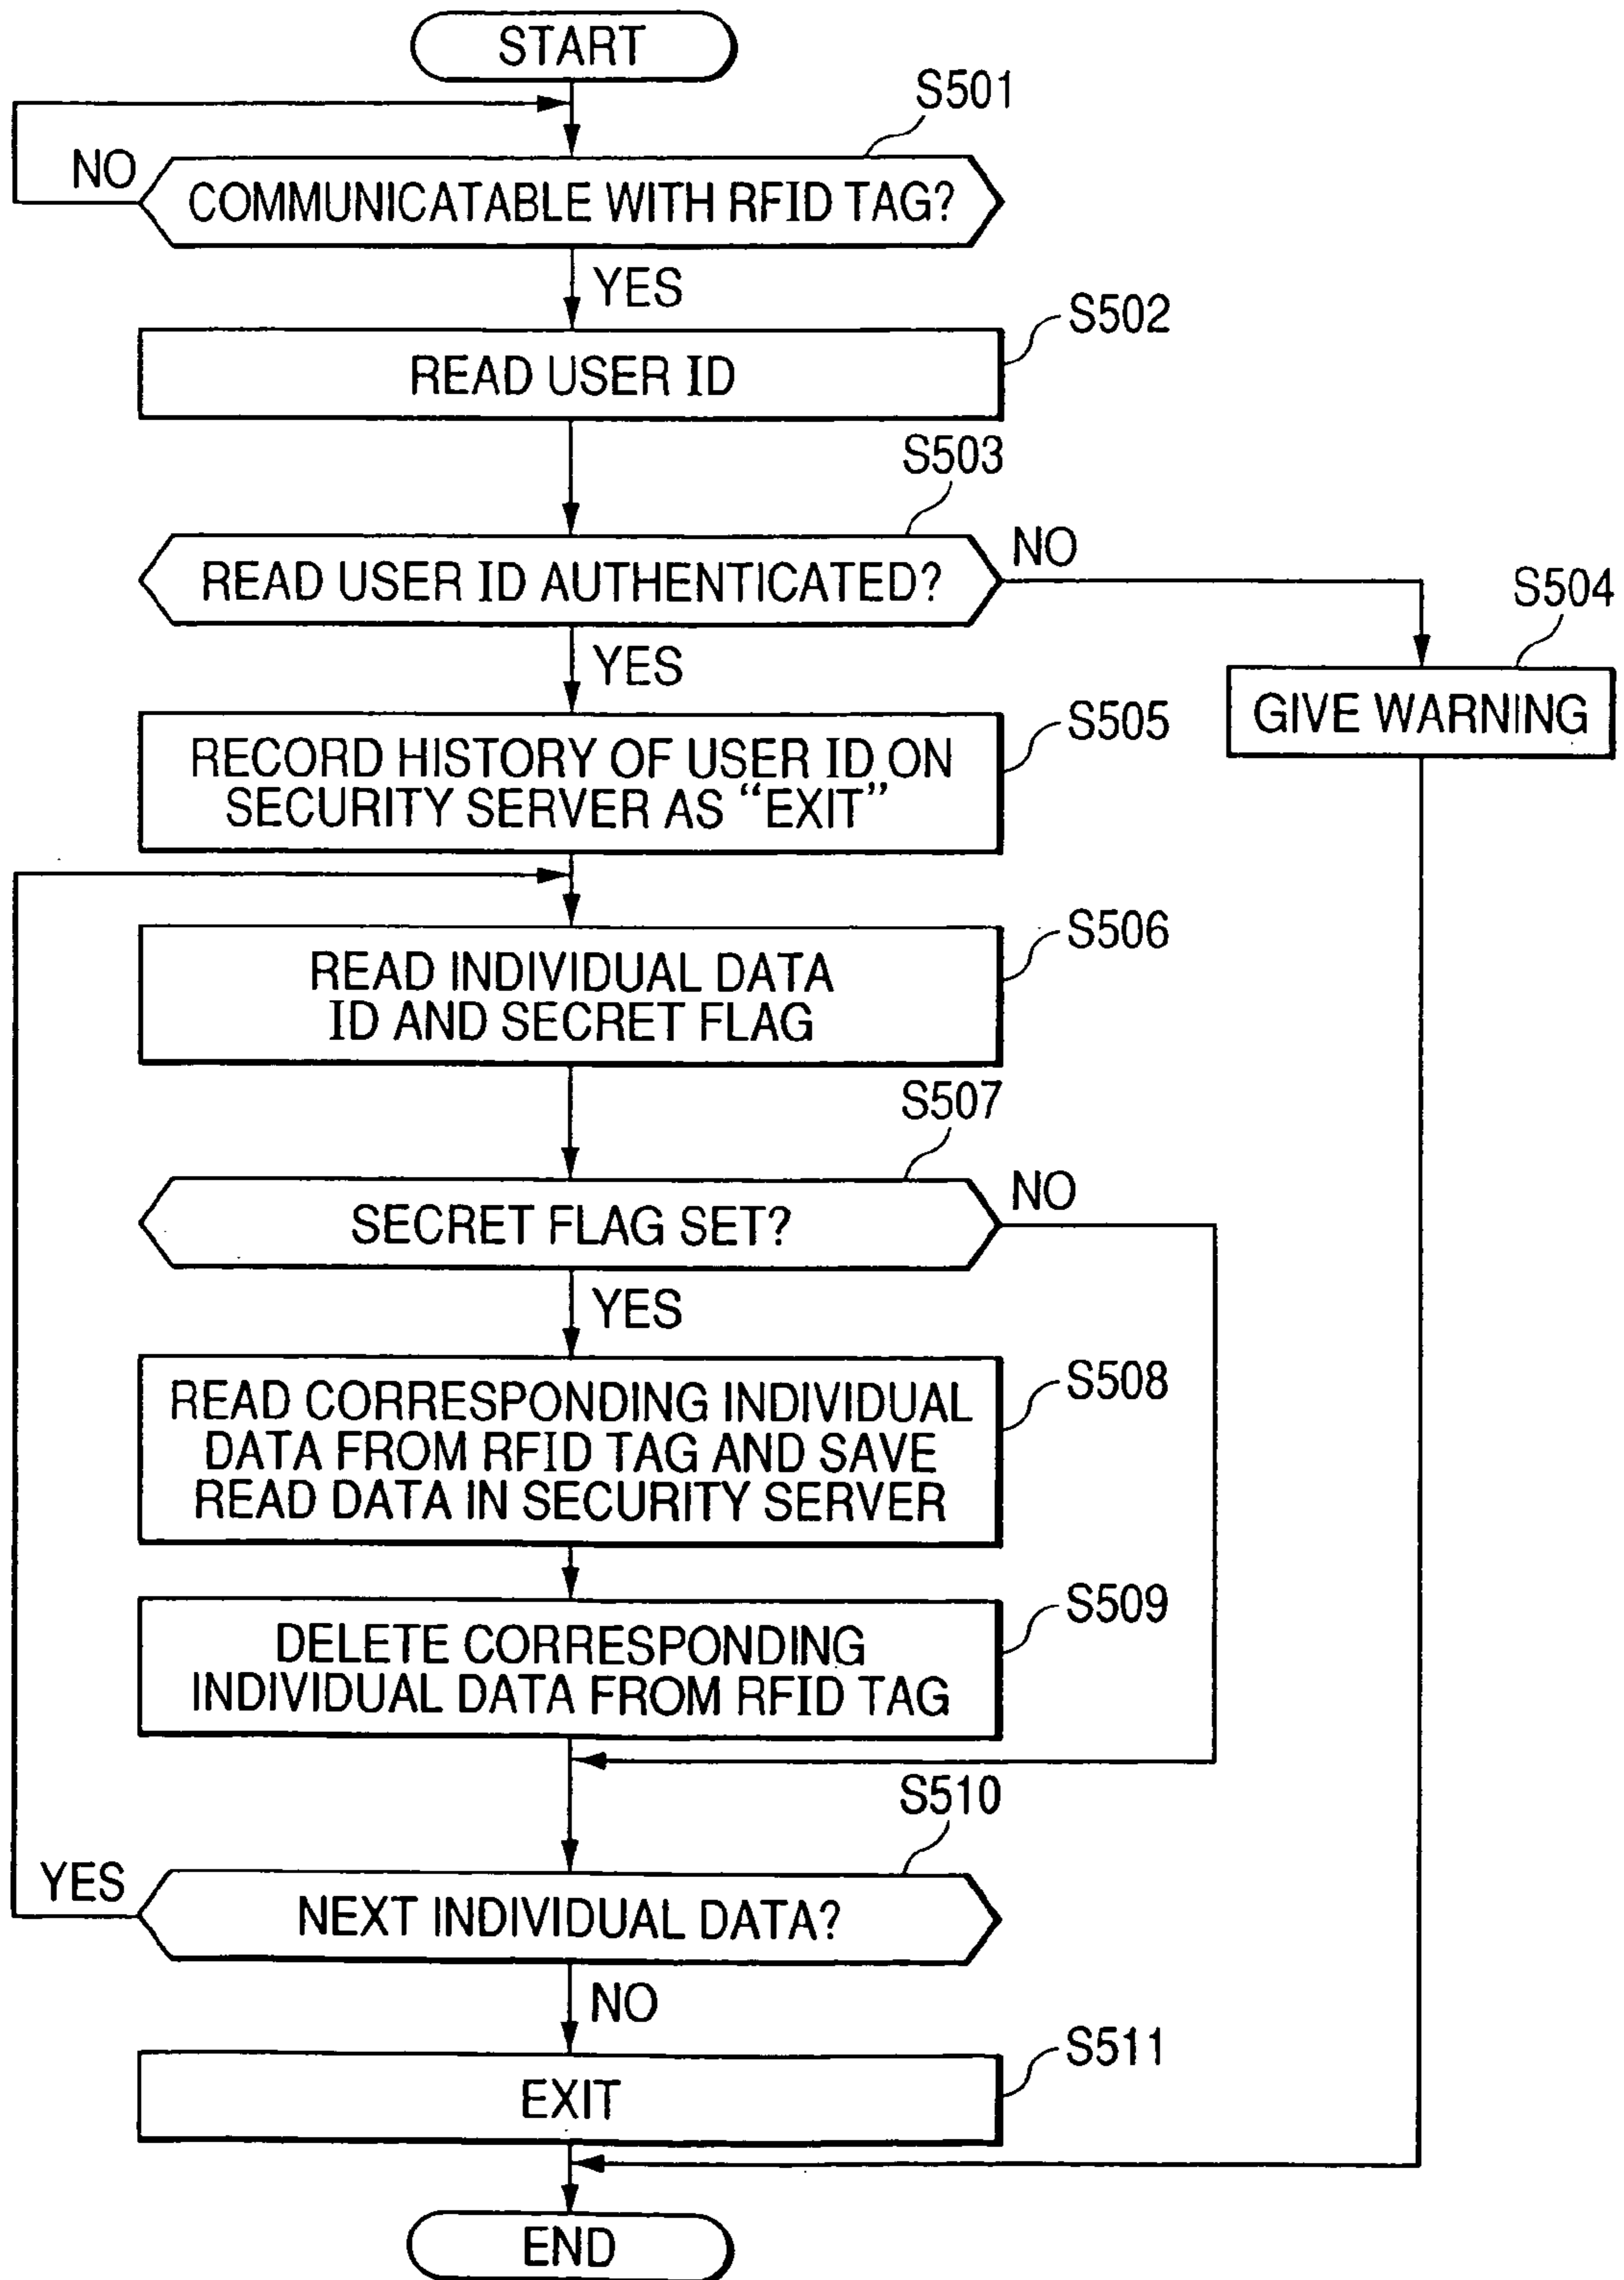 START
S501
NO
COMMUNICATABLE WITH RFID TAG?
YES
S502
READ USER ID
S503
READ USER ID AUTHENTICATED?
NO
S504
YES
GIVE WARNING
S505
RECORD HISTORY OF USER ID ON
SECURITY SERVER AS “EXIT”
S506
READ INDIVIDUAL DATA
ID AND SECRET FLAG
S507
NO
SECRET FLAG SET?
YES
S508
READ CORRESPONDING INDIVIDUAL
DATA FROM RFID TAG AND SAVE
READ DATA IN SECURITY SERVER
S509
DELETE CORRESPONDING
INDIVIDUAL DATA FROM RFID TAG
S510
YES
NEXT INDIVIDUAL DATA?
NO
S511
EXIT
END